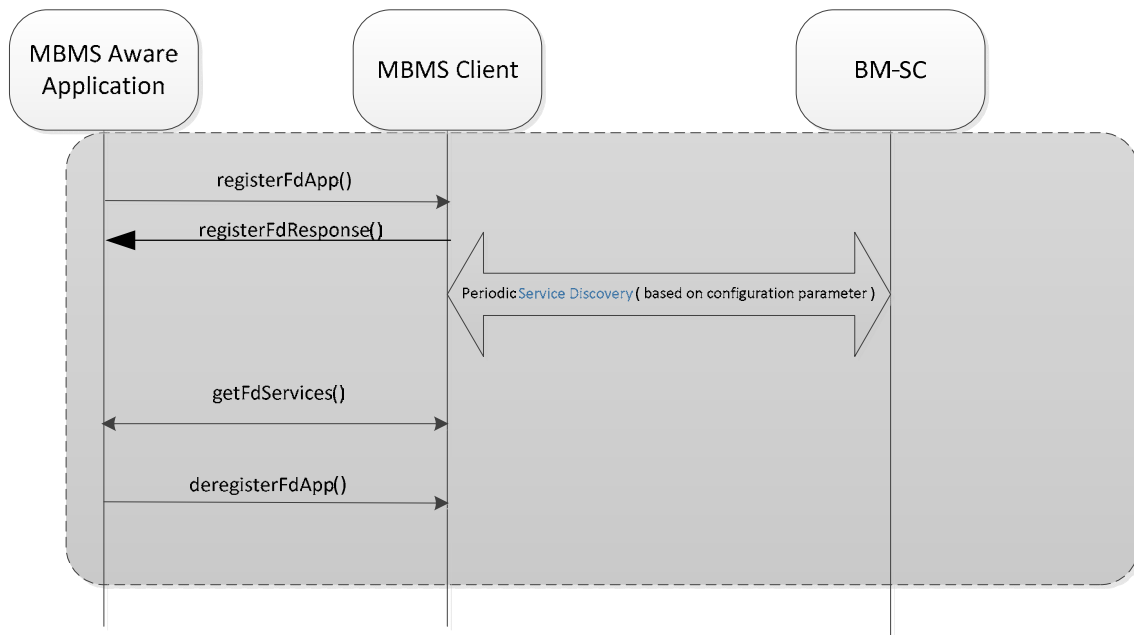 MBMS Aware
Application
MBMS Client
BM-SC
registerFdApp()
registerFdResponse()
Periodic Service Discovery ( based on configuration parameter )
getFdServices()
deregisterFdApp()